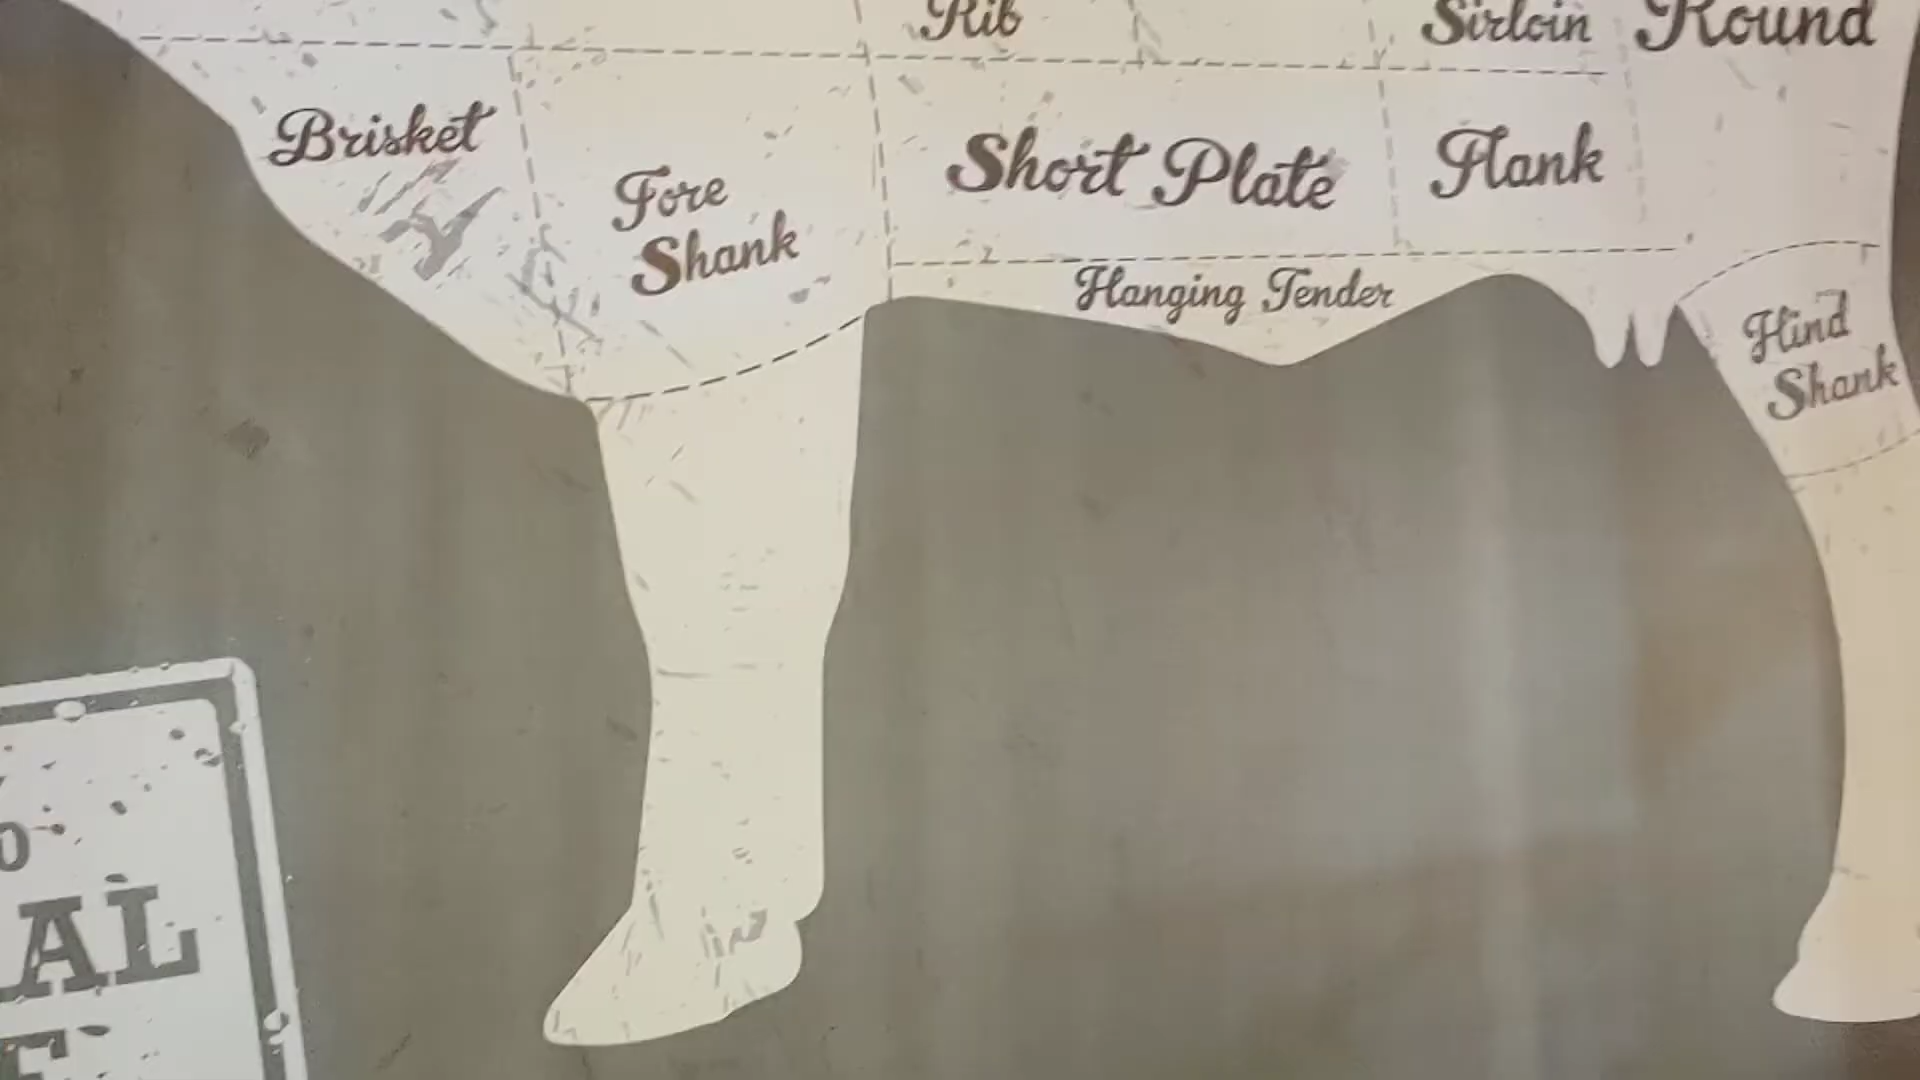 Rib
Sirloin
Round
Brisket
Fore
Shank
Short Plate
Flank
Hanging Tender
Hind
Shank
AL